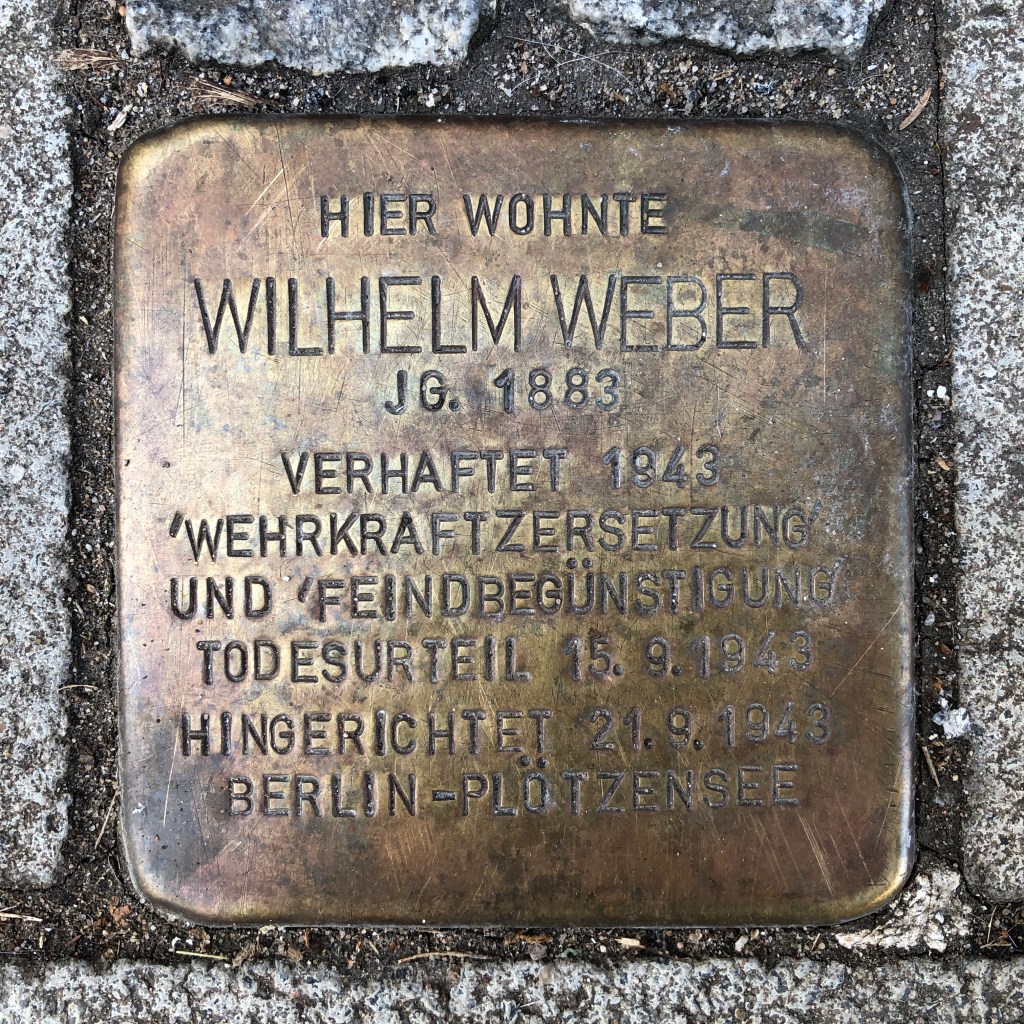 HIER WOHNTE
WILHELM WEBER
JG. 1883
VERHAFTET 1943
'WEHRKRAFTZERSETZUNG'
UND 'FEINDBEGÜNSTIGUNG'
TODESURTEIL 15.9.1943
HINGERICHTET 21.9.1943
BERLIN-PLÖTZENSEE